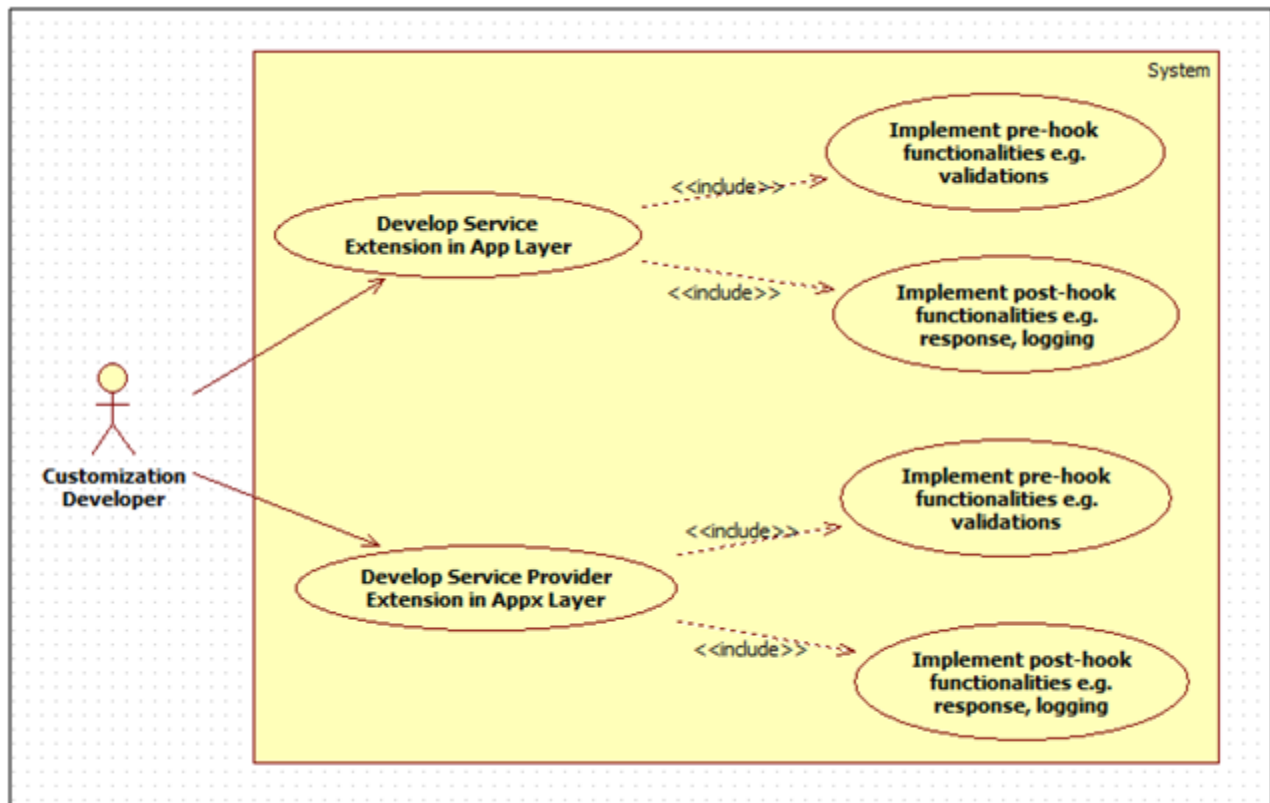 System
Implement pre-hook
functionalities e.g.
validations
<<include>>
Develop Service
Extension in App Layer
<<include>>
Implement post-hook
functionalities e.g.
response, logging
Customization
Developer
Implement pre-hook
functionalities e.g.
validations
<<include>>
Develop Service Provider
Extension in Appx Layer
<<include>>
Implement post-hook
functionalities e.g.
response, logging